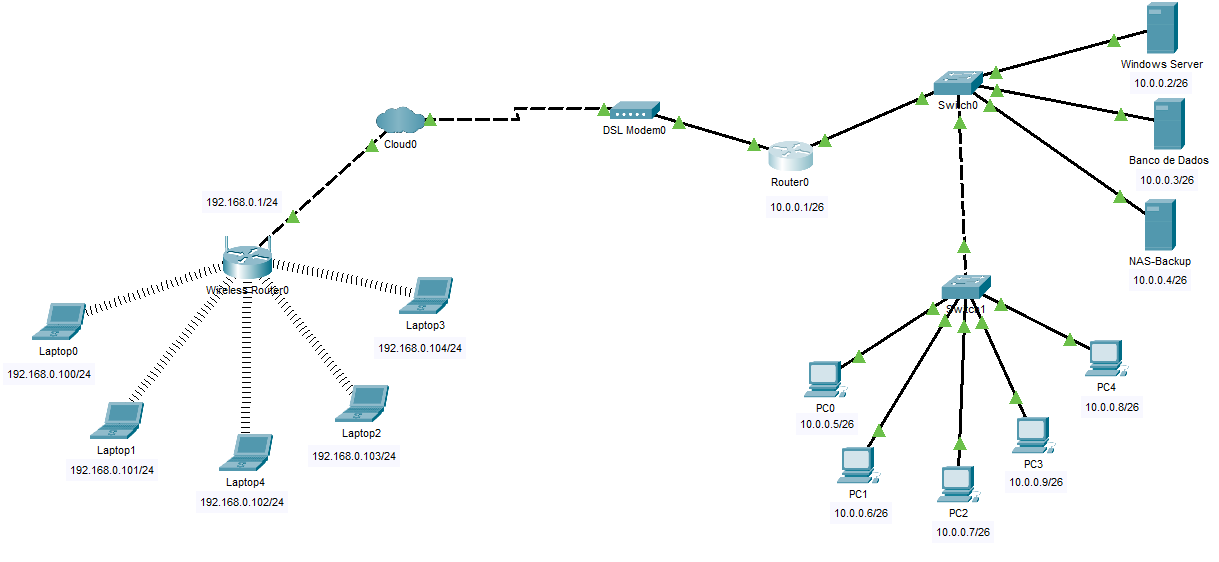 Windows Server
10.0.0.2/26
Switch0
Banco de Dados
10.0.0.3/26
DSL Modem0
Cloud0
Router0
10.0.0.1/26
192.168.0.1/24
NAS-Backup
10.0.0.4/26
Wireless Router0
Switch1
Laptop3
192.168.0.104/24
Laptop0
192.168.0.100/24
PC4
10.0.0.8/26
PC0
10.0.0.5/26
Laptop2
192.168.0.103/24
Laptop1
192.168.0.101/24
PC3
10.0.0.9/26
Laptop4
192.168.0.102/24
PC1
10.0.0.6/26
PC2
10.0.0.7/26